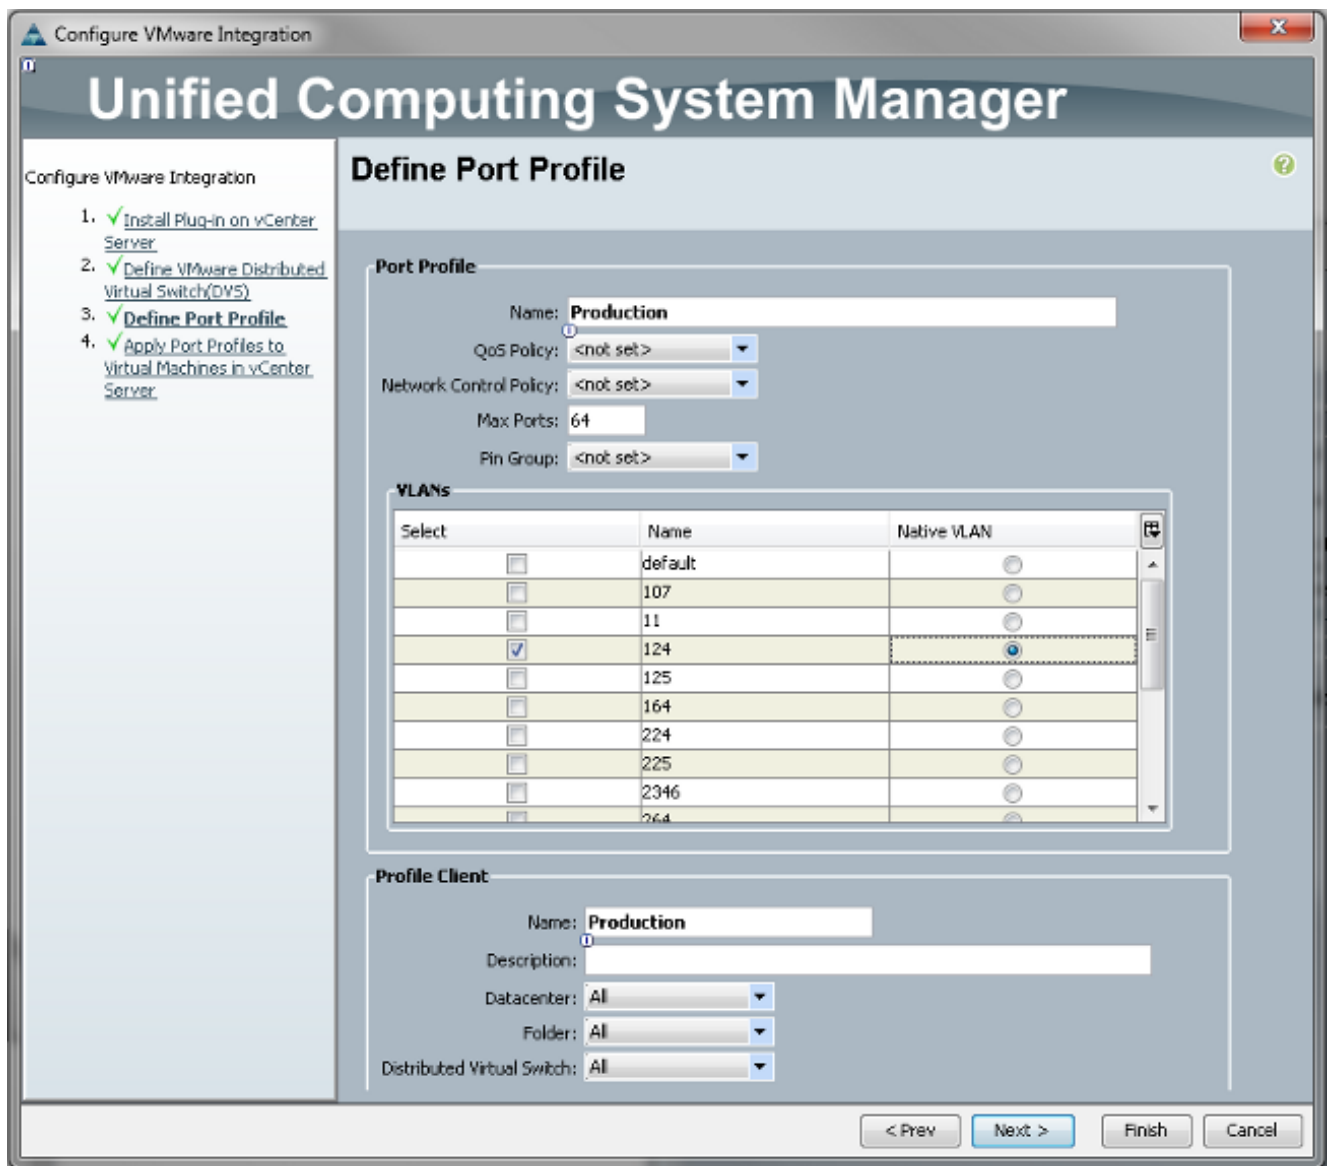 Configure VMware Integration
Unified Computing System Manager
Configure VMware Integration
1. Install Plug-in on vCenter
Server
2. Define VMware Distributed
Virtual Switch(DVS)
3. Define Port Profile
4. Apply Port Profiles to
Virtual Machines in vCenter
Server
Define Port Profile
?
Port Profile
Name: Production
QoS Policy: <not set>
Network Control Policy: <not set>
Max Ports: 64
Pin Group: <not set>
VLANs
Select Name Native VLAN
default
107
11
124
125
164
224
225
2346
264
Profile Client
Name: Production
Description:
Datacenter: All
Folder: All
Distributed Virtual Switch: All
< Prev Next > Finish Cancel